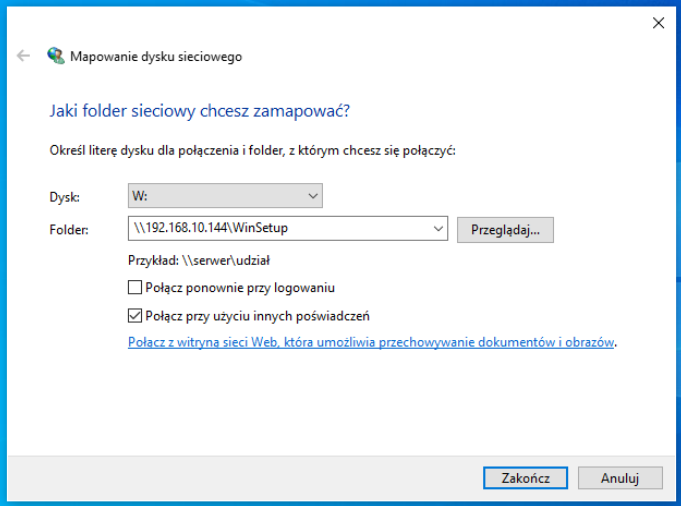 Mapowanie dysku sieciowego
Jaki folder sieciowy chcesz zamapować?
Określ literę dysku dla połączenia i folder, z którym chcesz się połączyć:
Dysk: W:
Folder: \\192.168.10.144\WinSetup Przeglądaj...
Przykład: \\serwer\udział
Połącz ponownie przy logowaniu
Połącz przy użyciu innych poświadczeń
Połącz z witryną sieci Web, która umożliwia przechowywanie dokumentów i obrazów.
Zakończ Anuluj